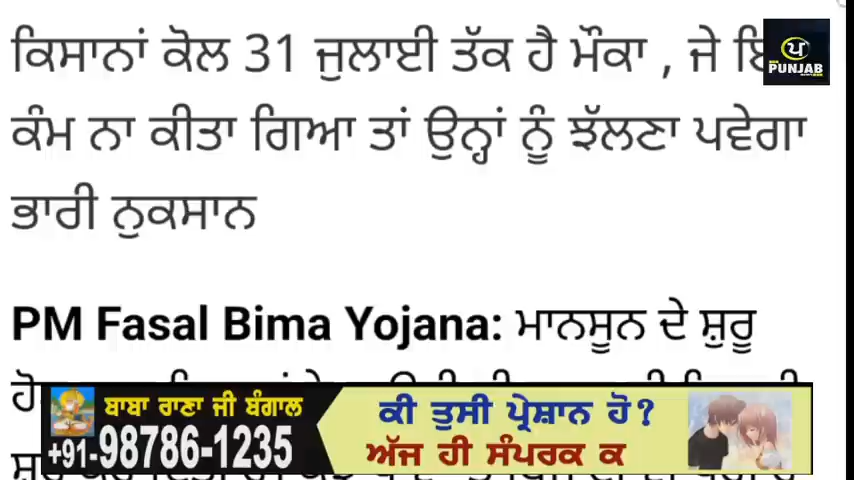 ਕਿਸਾਨਾਂ ਕੋਲ 31 ਜੁਲਾਈ ਤੱਕ ਹੈ ਮੌਕਾ , ਜੇ
ਪ
PUNJAB
ਕੰਮ ਨਾ ਕੀਤਾ ਗਿਆ ਤਾਂ ਉਨ੍ਹਾਂ ਨੂੰ ਝੱਲਣਾ ਪਵੇਗਾ
ਭਾਰੀ ਨੁਕਸਾਨ
PM Fasal Bima Yojana: ਮਾਨਸੂਨ ਦੇ ਸ਼ੁਰੂ
ਬਾਬਾ ਰਾਣਾ ਜੀ ਬੰਗਾਲ
+91-98786-1235
ਕੀ ਤੁਸੀ ਪ੍ਰੇਸ਼ਾਨ ਹੋ?
ਅੱਜ ਹੀ ਸੰਪਰਕ ਕ